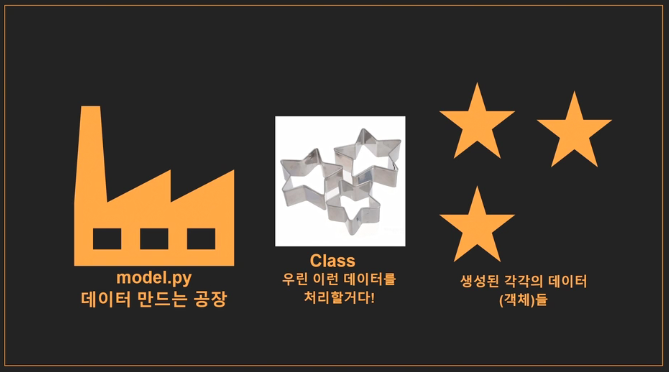 model.py
데이터 만드는 공장
Class
우린 이런 데이터를
처리할거다!
생성된 각각의 데이터
(객체)들